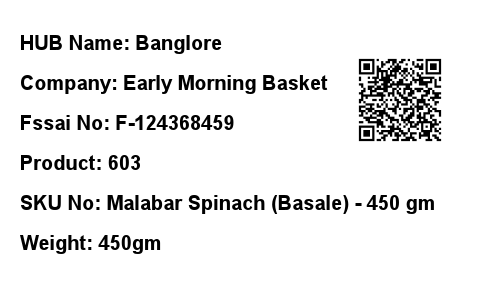 HUB Name: Banglore
Company: Early Morning Basket
Fssai No: F-124368459
Product: 603
SKU No: Malabar Spinach (Basale) - 450 gm
Weight: 450gm